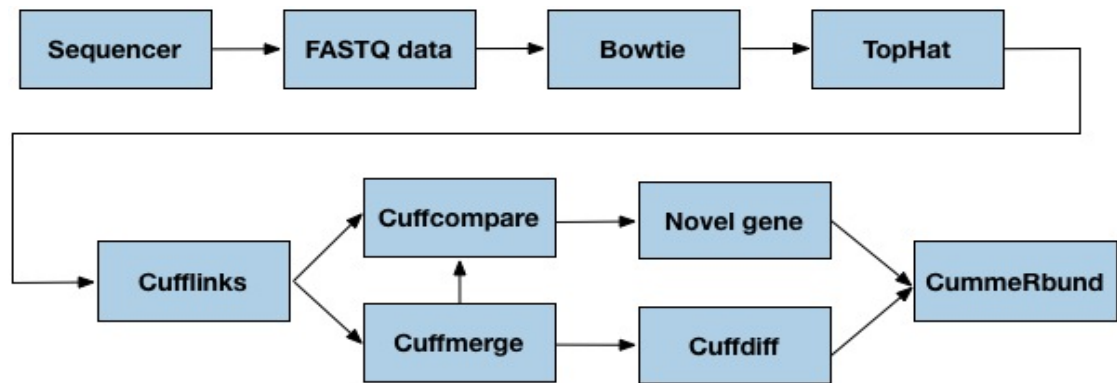 Sequencer
FASTQ data
Bowtie
TopHat
Cuffcompare
Novel gene
Cufflinks
CummeRbund
Cuffmerge
Cuffdiff